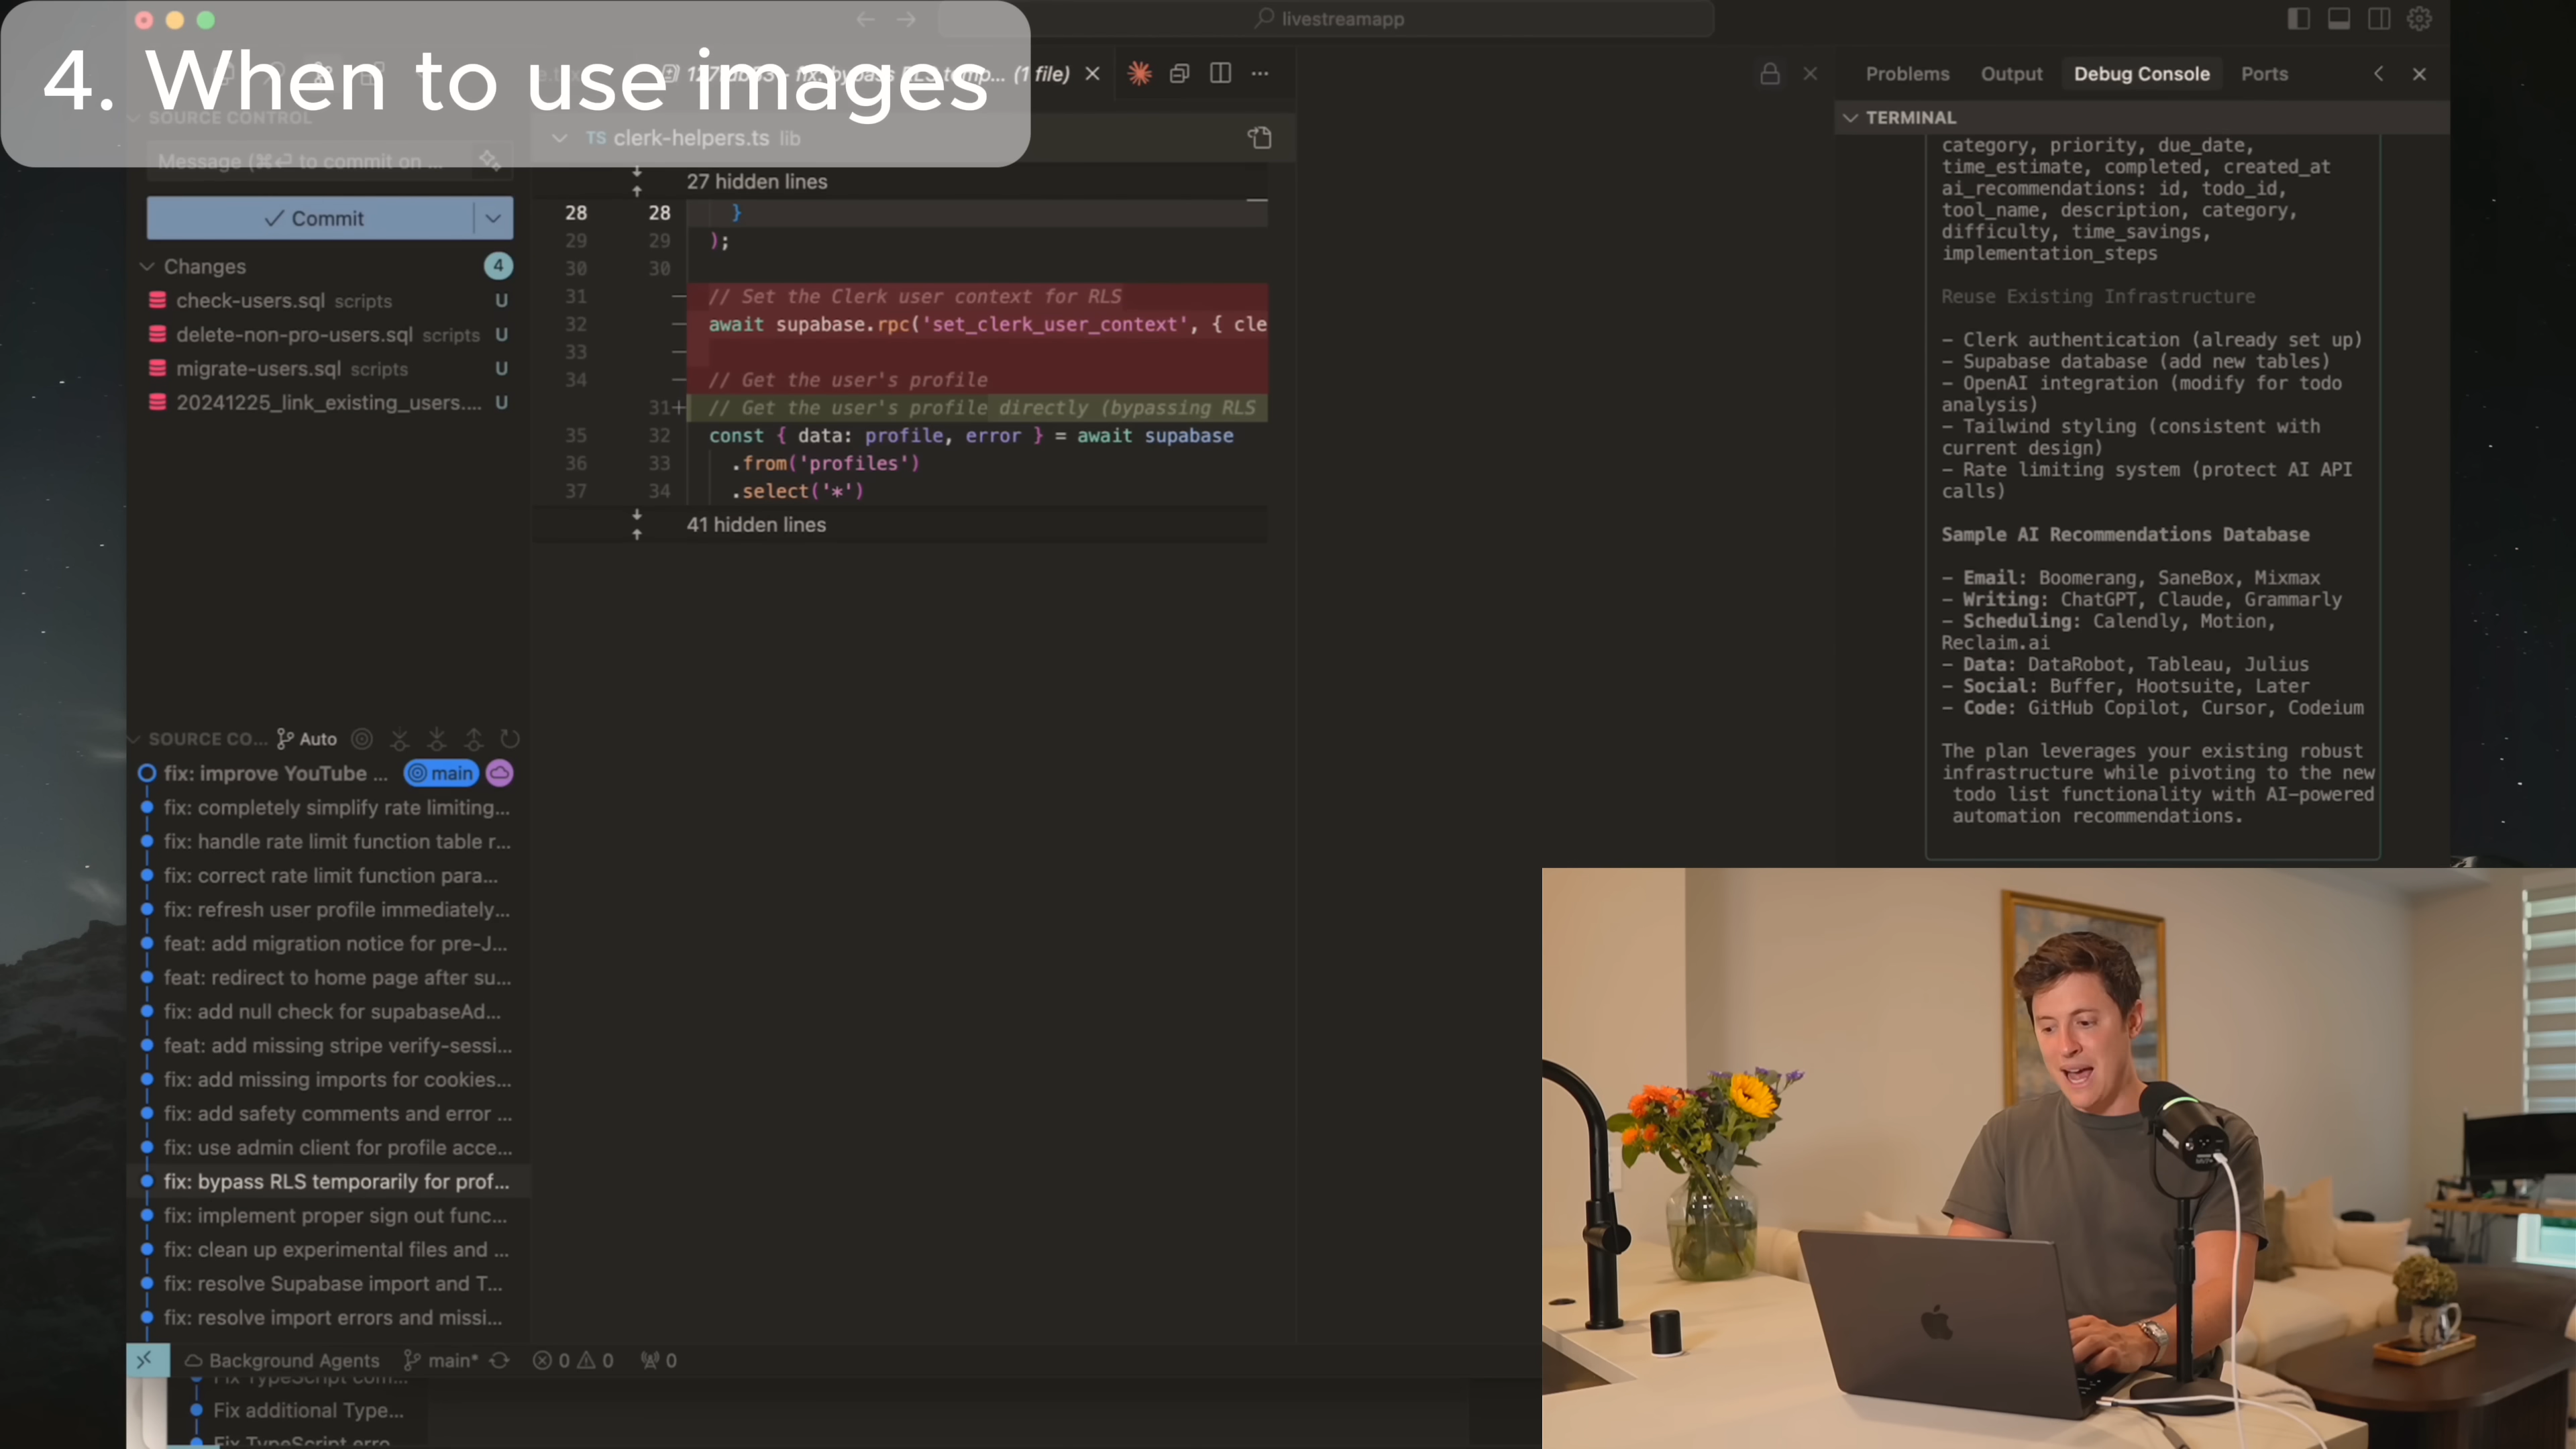 4. When to use images
livestreamapp
(1 file)
SOURCE CONTROL
Message (⌘⏎ to commit on ...
Commit
Changes 4
check-users.sql scripts U
delete-non-pro-users.sql scripts U
migrate-users.sql scripts U
20241225_link_existing_users.... U
SOURCE CO... Auto
fix: improve YouTube ... main
fix: completely simplify rate limiting...
fix: handle rate limit function table r...
fix: correct rate limit function para...
fix: refresh user profile immediately...
feat: add migration notice for pre-J...
feat: redirect to home page after su...
fix: add null check for supabaseAd...
feat: add missing stripe verify-sessi...
fix: add missing imports for cookies...
fix: add safety comments and error ...
fix: use admin client for profile acce...
fix: bypass RLS temporarily for prof...
fix: implement proper sign out func...
fix: clean up experimental files and ...
fix: resolve Supabase import and T...
fix: resolve import errors and missi...
Background Agents main* 0 0 0
Fix additional Type...
Fix TypeScript erro
TS clerk-helpers.ts lib
27 hidden lines
28 28 }
29 29 );
30 30
31 — // Set the Clerk user context for RLS
32 — await supabase.rpc('set_clerk_user_context', { cle
33 —
34 — // Get the user's profile
31+ // Get the user's profile directly (bypassing RLS
35 32 const { data: profile, error } = await supabase
36 33 .from('profiles')
37 34 .select('*')
41 hidden lines
Problems Output Debug Console Ports
TERMINAL
category, priority, due_date,
time_estimate, completed, created_at
ai_recommendations: id, todo_id,
tool_name, description, category,
difficulty, time_savings,
implementation_steps
Reuse Existing Infrastructure
– Clerk authentication (already set up)
– Supabase database (add new tables)
– OpenAI integration (modify for todo
analysis)
– Tailwind styling (consistent with
current design)
– Rate limiting system (protect AI API
calls)
Sample AI Recommendations Database
– Email: Boomerang, SaneBox, Mixmax
– Writing: ChatGPT, Claude, Grammarly
– Scheduling: Calendly, Motion,
Reclaim.ai
– Data: DataRobot, Tableau, Julius
– Social: Buffer, Hootsuite, Later
– Code: GitHub Copilot, Cursor, Codeium
The plan leverages your existing robust
infrastructure while pivoting to the new
todo list functionality with AI-powered
automation recommendations.